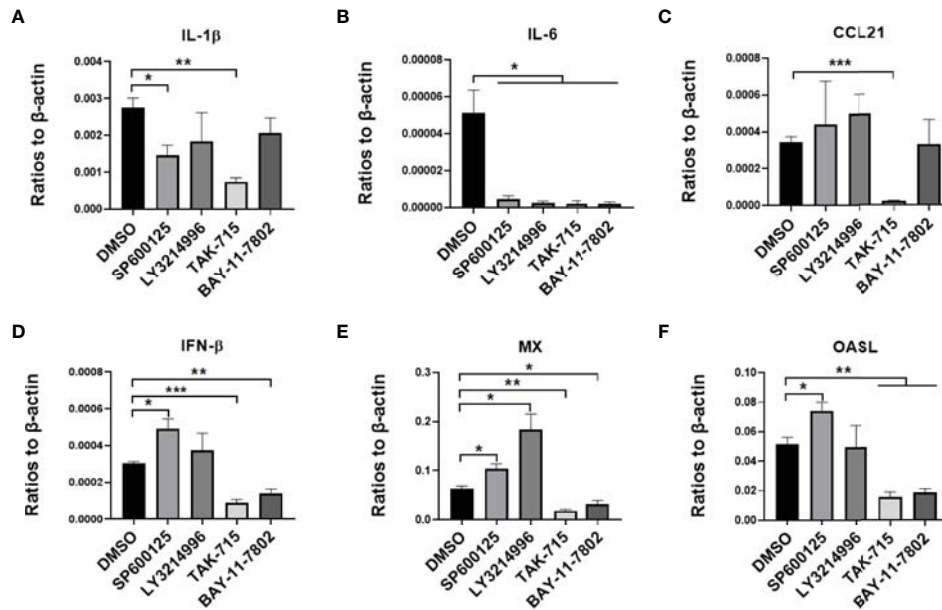 A
IL-1β
Ratios to β-actin
0.004
0.003
0.002
0.001
0.000
**
*
DMSO
SP600125
LY3214996
TAK-715
BAY-11-7802
B
IL-6
Ratios to β-actin
0.00008
0.00006
0.00004
0.00002
0.00000
*
DMSO
SP600125
LY3214996
TAK-715
BAY-11-7802
C
CCL21
Ratios to β-actin
0.0008
0.0006
0.0004
0.0002
0.0000
***
DMSO
SP600125
LY3214996
TAK-715
BAY-11-7802
D
IFN-β
Ratios to β-actin
0.0008
0.0006
0.0004
0.0002
0.0000
**
***
*
DMSO
SP600125
LY3214996
TAK-715
BAY-11-7802
E
MX
Ratios to β-actin
0.3
0.2
0.1
0.0
*
**
*
*
DMSO
SP600125
LY3214996
TAK-715
BAY-11-7802
F
OASL
Ratios to β-actin
0.10
0.08
0.06
0.04
0.02
0.00
**
*
DMSO
SP600125
LY3214996
TAK-715
BAY-11-7802